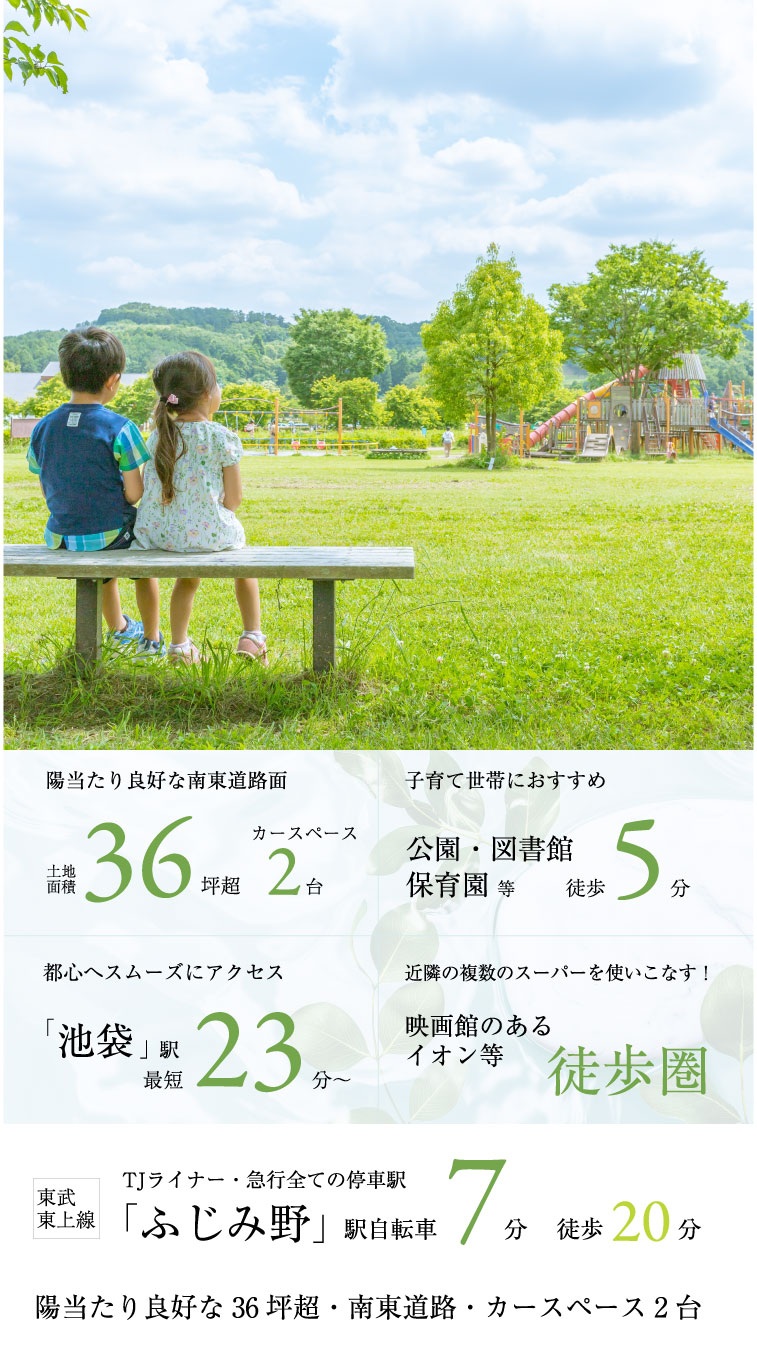 陽当たり良好な南東道路面
土地面積 36坪超 カースペース 2台
子育て世帯におすすめ
公園・図書館
保育園 等 徒歩 5分
都心へスムーズにアクセス
「池袋」駅
最短 23分〜
近隣の複数のスーパーを使いこなす！
映画館のある
イオン等
徒歩圏
東武
東上線
TJライナー・急行全ての停車駅
「ふじみ野」駅自転車 7分 徒歩20分
陽当たり良好な36坪超・南東道路・カースペース2台